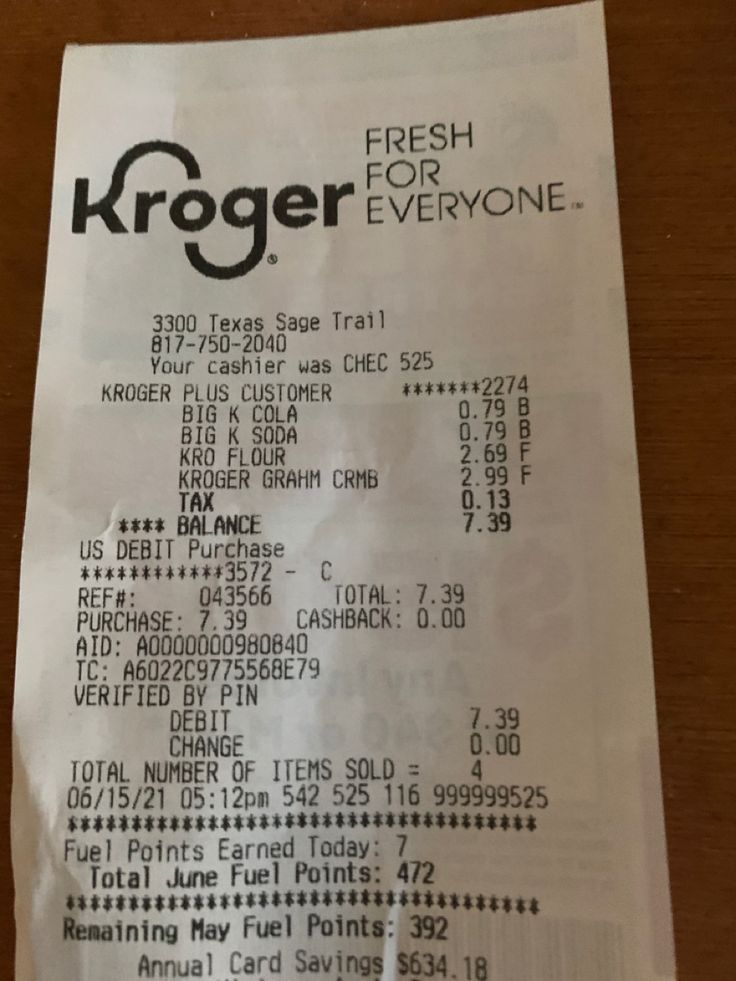 Kroger
FRESH
FOR
EVERYONE™
3300 Texas Sage Trail
817-750-2040
Your cashier was CHEC 525
KROGER PLUS CUSTOMER *******2274
BIG K COLA 0.79 B
BIG K SODA 0.79 B
KRO FLOUR 2.69 F
KROGER GRAHM CRMB 2.99 F
TAX 0.13
**** BALANCE 7.39
US DEBIT Purchase
************3572 - C
REF#: 043566 TOTAL: 7.39
PURCHASE: 7.39 CASHBACK: 0.00
AID: A0000000980840
TC: A6022C9775568E79
VERIFIED BY PIN
DEBIT 7.39
CHANGE 0.00
TOTAL NUMBER OF ITEMS SOLD = 4
06/15/21 05:12pm 542 525 116 999999525
************************************
Fuel Points Earned Today: 7
Total June Fuel Points: 472
************************************
Remaining May Fuel Points: 392
Annual Card Savings $634.18